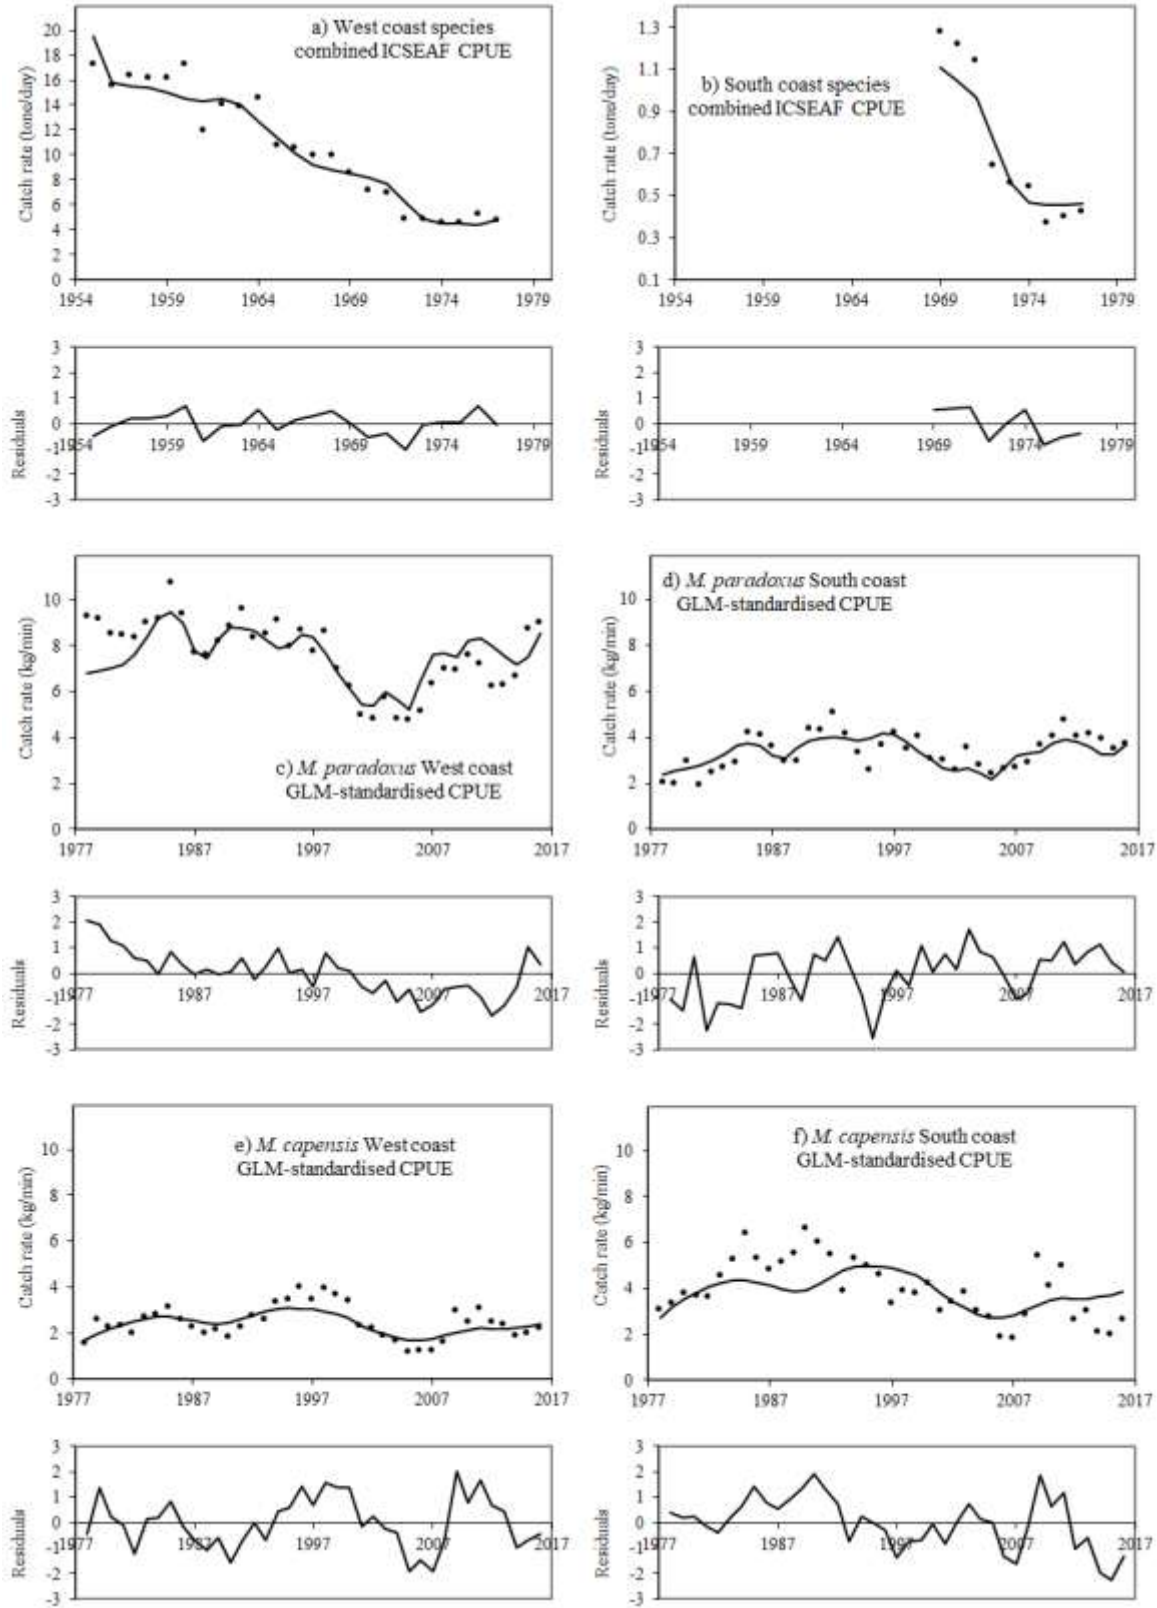 a) West coast species
combined ICSEAF CPUE
Catch rate (tone/day)
20
18
16
14
12
10
8
6
4
2
0
1954 1959 1964 1969 1974 1979
b) South coast species
combined ICSEAF CPUE
Catch rate (tone/day)
1.3
1.1
0.9
0.7
0.5
0.3
0.1
1954 1959 1964 1969 1974 1979
Residuals
3
2
1
0
-1
-2
-3
1954 1959 1964 1969 1974 1979
Residuals
3
2
1
0
-1
-2
-3
1954 1959 1964 1969 1974 1979
Catch rate (kg/min)
10
8
6
4
2
0
c) M. paradoxus West coast
GLM-standardised CPUE
1977 1987 1997 2007 2017
d) M. paradoxus South coast
GLM-standardised CPUE
Catch rate (kg/min)
10
8
6
4
2
0
1977 1987 1997 2007 2017
Residuals
3
2
1
0
-1
-2
-3
1977 1987 1997 2007 2017
Residuals
3
2
1
0
-1
-2
-3
1977 1987 1997 2007 2017
e) M. capensis West coast
GLM-standardised CPUE
Catch rate (kg/min)
10
8
6
4
2
0
1977 1987 1997 2007 2017
f) M. capensis South coast
GLM-standardised CPUE
Catch rate (kg/min)
10
8
6
4
2
0
1977 1987 1997 2007 2017
Residuals
3
2
1
0
-1
-2
-3
1977 1987 1997 2007 2017
Residuals
3
2
1
0
-1
-2
-3
1977 1987 1997 2007 2017